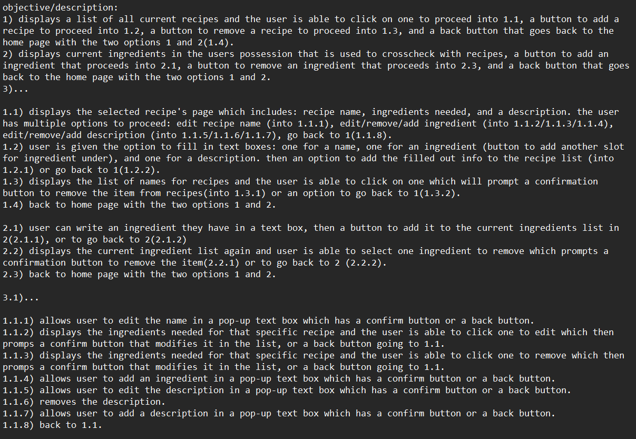 objective/description:
1) displays a list of all current recipes and the user is able to click on one to proceed into 1.1, a button to add a
recipe to proceed into 1.2, a button to remove a recipe to proceed into 1.3, and a back button that goes back to the
home page with the two options 1 and 2(1.4).
2) displays current ingredients in the users possession that is used to crosscheck with recipes, a button to add an
ingredient that proceeds into 2.1, a button to remove an ingredient that proceeds into 2.3, and a back button that goes
back to the home page with the two options 1 and 2.
3)...

1.1) displays the selected recipe's page which includes: recipe name, ingredients needed, and a description. the user
has multiple options to proceed: edit recipe name (into 1.1.1), edit/remove/add ingredient (into 1.1.2/1.1.3/1.1.4),
edit/remove/add description (into 1.1.5/1.1.6/1.1.7), go back to 1(1.1.8).
1.2) user is given the option to fill in text boxes: one for a name, one for an ingredient (button to add another slot
for ingredient under), and one for a description. then an option to add the filled out info to the recipe list (into
1.2.1) or go back to 1(1.2.2).
1.3) displays the list of names for recipes and the user is able to click on one which will prompt a confirmation
button to remove the item from recipes(into 1.3.1) or an option to go back to 1(1.3.2).
1.4) back to home page with the two options 1 and 2.

2.1) user can write an ingredient they have in a text box, then a button to add it to the current ingredients list in
2(2.1.1), or to go back to 2(2.1.2)
2.2) displays the current ingredient list again and user is able to select one ingredient to remove which prompts a
confirmation button to remove the item(2.2.1) or to go back to 2 (2.2.2).
2.3) back to home page with the two options 1 and 2.

3.1)...

1.1.1) allows user to edit the name in a pop-up text box which has a confirm button or a back button.
1.1.2) displays the ingredients needed for that specific recipe and the user is able to click one to edit which then
promps a confirm button that modifies it in the list, or a back button going to 1.1.
1.1.3) displays the ingredients needed for that specific recipe and the user is able to click one to remove which then
promps a confirm button that modifies it in the list, or a back button going to 1.1.
1.1.4) allows user to add an ingredient in a pop-up text box which has a confirm button or a back button.
1.1.5) allows user to edit the description in a pop-up text box which has a confirm button or a back button.
1.1.6) removes the description.
1.1.7) allows user to add a description in a pop-up text box which has a confirm button or a back button.
1.1.8) back to 1.1.